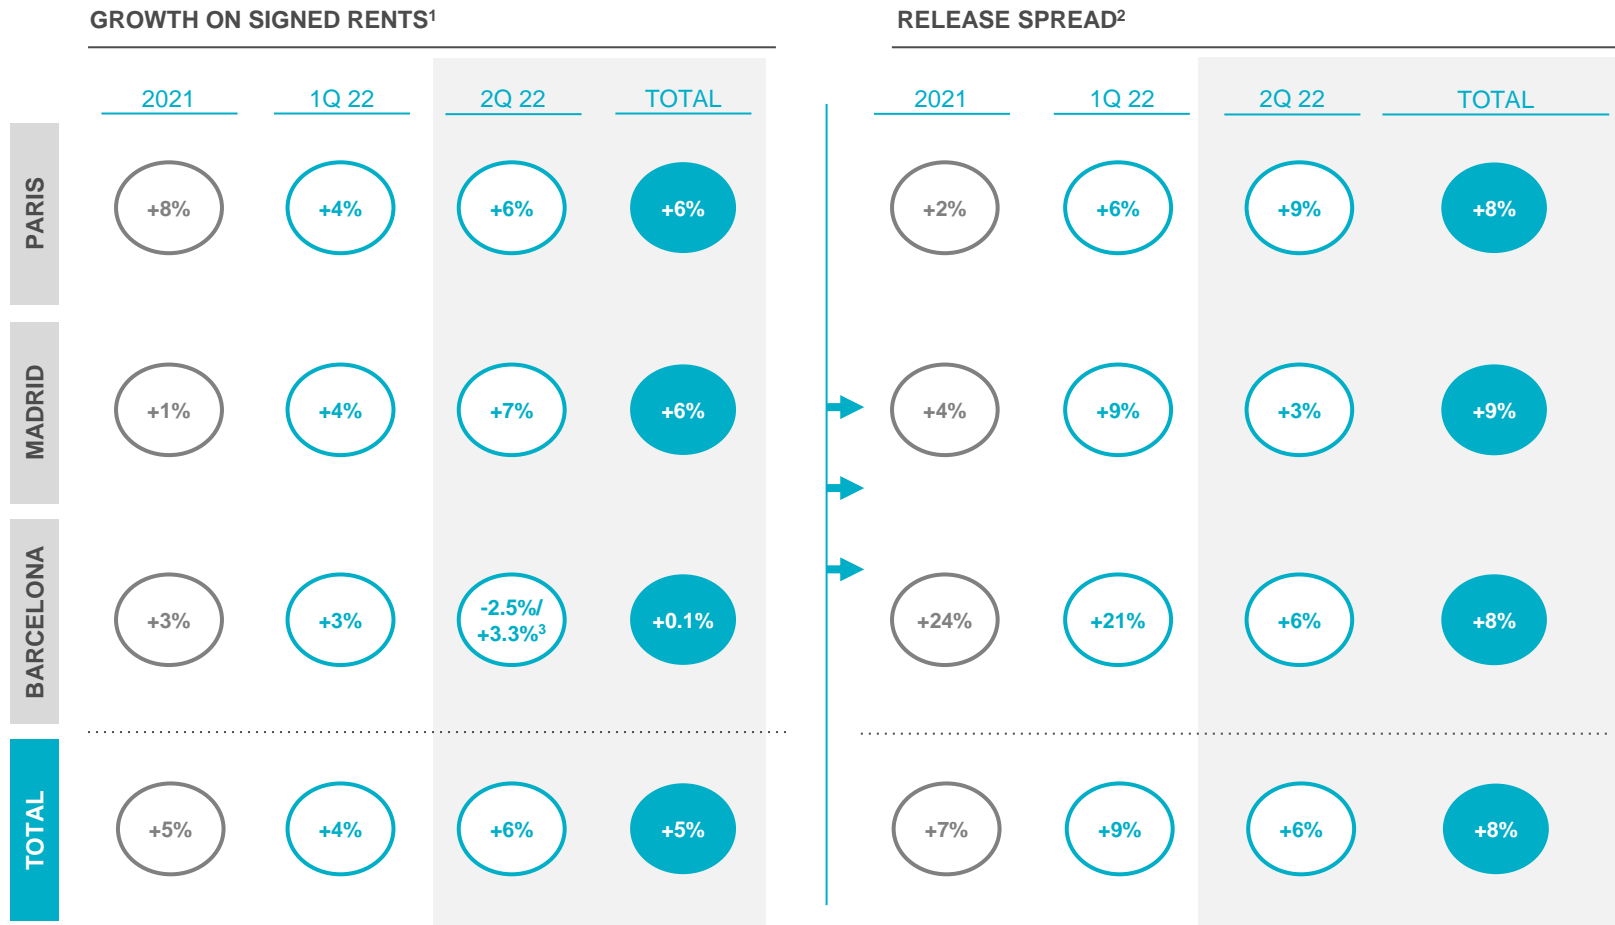 GROWTH ON SIGNED RENTS¹
RELEASE SPREAD²
2021 1Q 22 2Q 22 TOTAL
2021 1Q 22 2Q 22 TOTAL
PARIS
+8% +4% +6% +6%
+2% +6% +9% +8%
MADRID
+1% +4% +7% +6%
+4% +9% +3% +9%
BARCELONA
+3% +3% -2.5%/
+3.3%³ +0.1%
+24% +21% +6% +8%
TOTAL
+5% +4% +6% +5%
+7% +9% +6% +8%